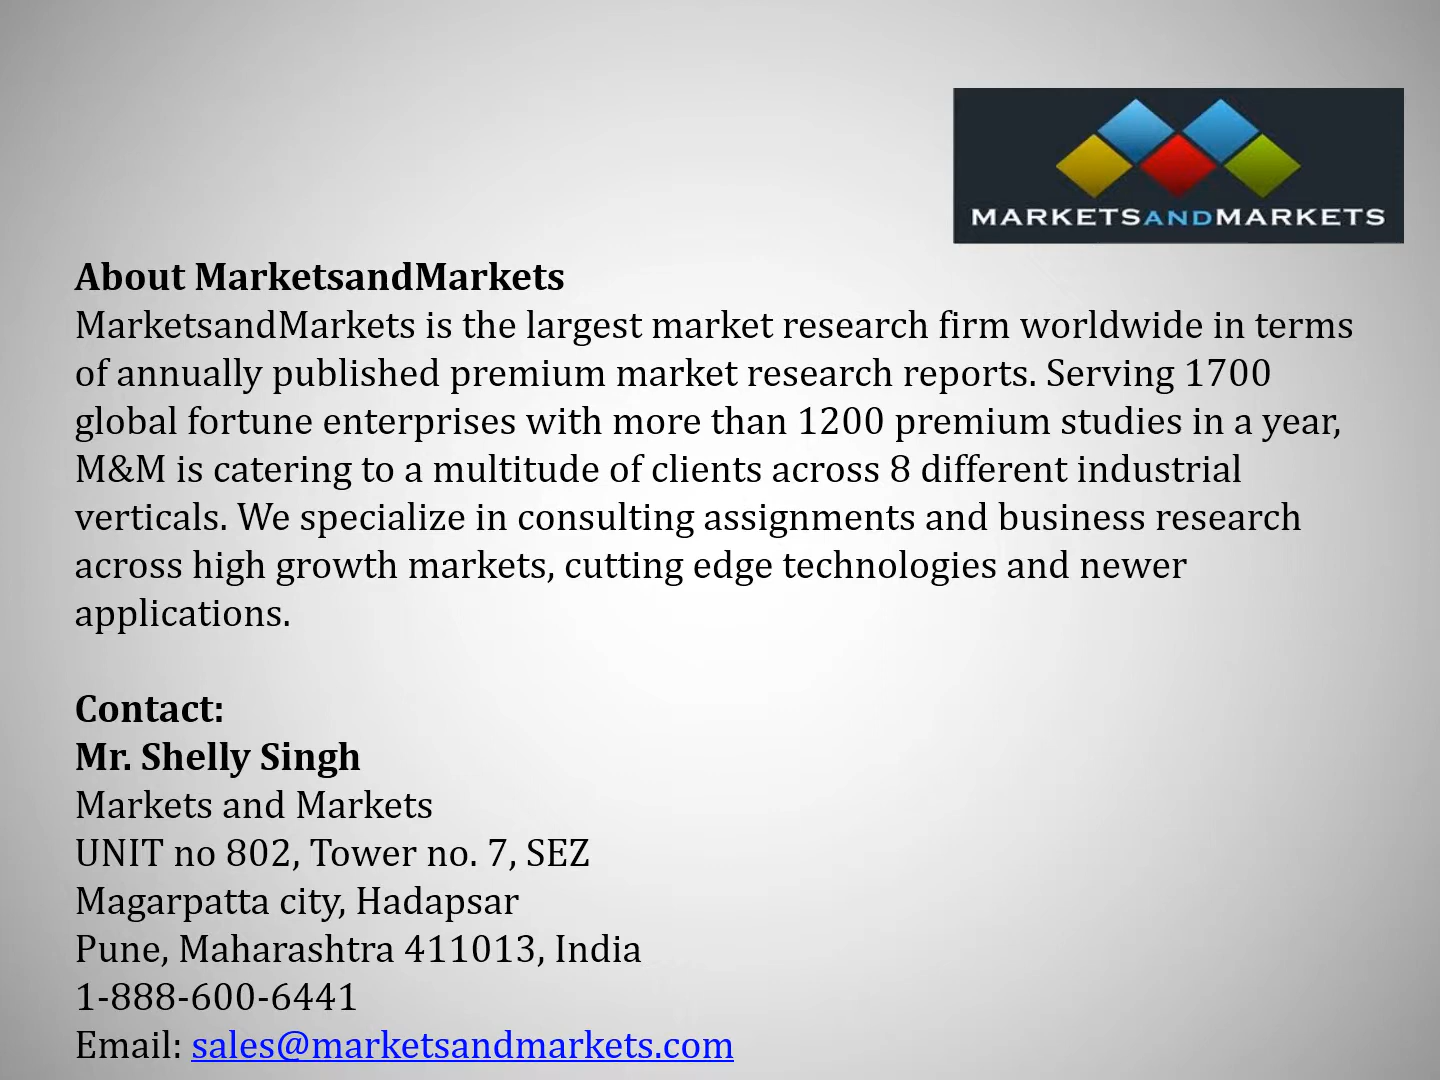 MARKETSANDMARKETS
About MarketsandMarkets
MarketsandMarkets is the largest market research firm worldwide in terms
of annually published premium market research reports. Serving 1700
global fortune enterprises with more than 1200 premium studies in a year,
M&M is catering to a multitude of clients across 8 different industrial
verticals. We specialize in consulting assignments and business research
across high growth markets, cutting edge technologies and newer
applications.
Contact:
Mr. Shelly Singh
Markets and Markets
UNIT no 802, Tower no. 7, SEZ
Magarpatta city, Hadapsar
Pune, Maharashtra 411013, India
1-888-600-6441
Email: sales@marketsandmarkets.com